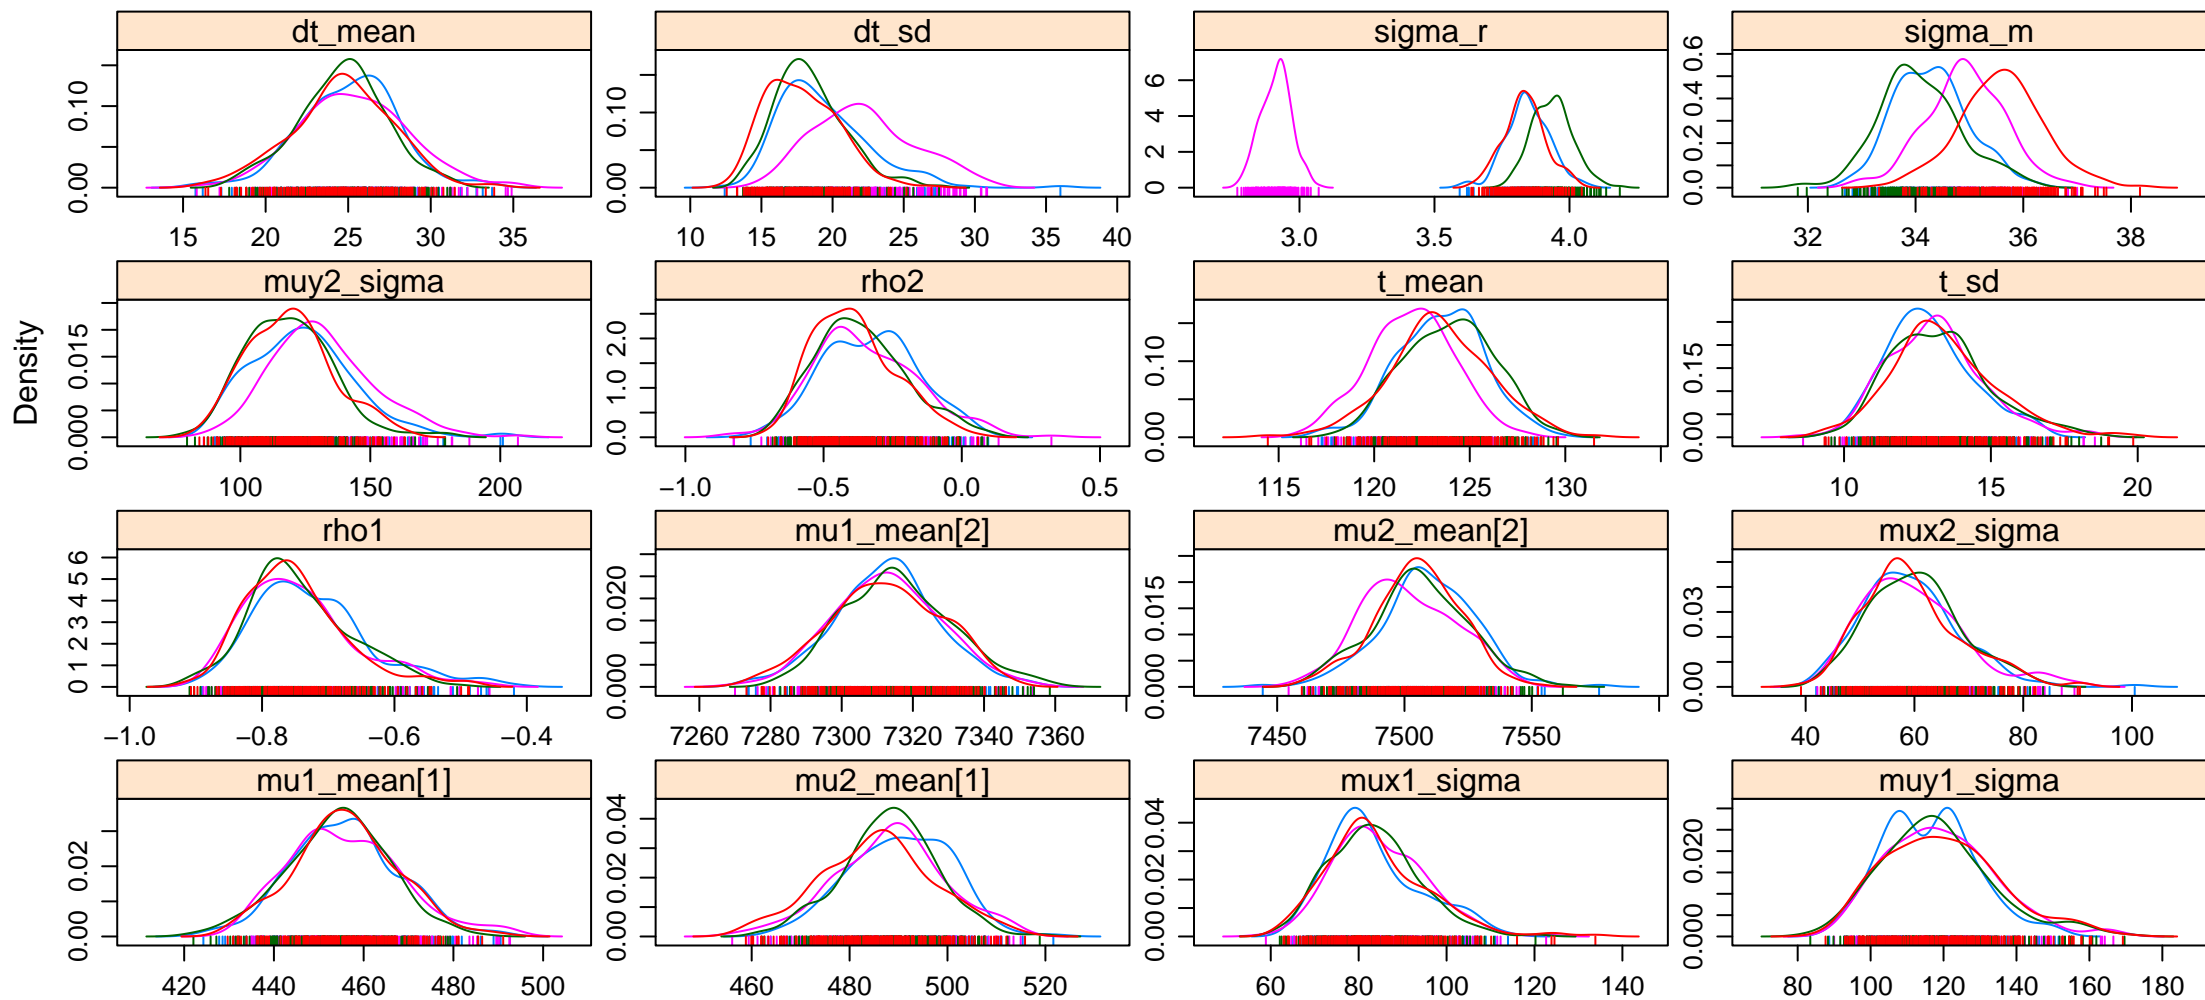 Density
dt_mean
0.00 0.10
15 20 25 30 35
dt_sd
0.00 0.10
10 15 20 25 30 35 40
sigma_r
0 2 4 6
3.0 3.5 4.0
sigma_m
0.0 0.2 0.4 0.6
32 34 36 38
muy2_sigma
0.000 0.015
100 150 200
rho2
0.0 1.0 2.0
−1.0 −0.5 0.0 0.5
t_mean
0.00 0.10
115 120 125 130
t_sd
0.00 0.15
10 15 20
rho1
0 1 2 3 4 5 6
−1.0 −0.8 −0.6 −0.4
mu1_mean[2]
0.000 0.020
7260 7280 7300 7320 7340 7360
mu2_mean[2]
0.000 0.015
7450 7500 7550
mux2_sigma
0.00 0.03
40 60 80 100
mu1_mean[1]
0.00 0.02
420 440 460 480 500
mu2_mean[1]
0.00 0.02 0.04
460 480 500 520
mux1_sigma
0.00 0.02 0.04
60 80 100 120 140
muy1_sigma
0.000 0.020
80 100 120 140 160 180